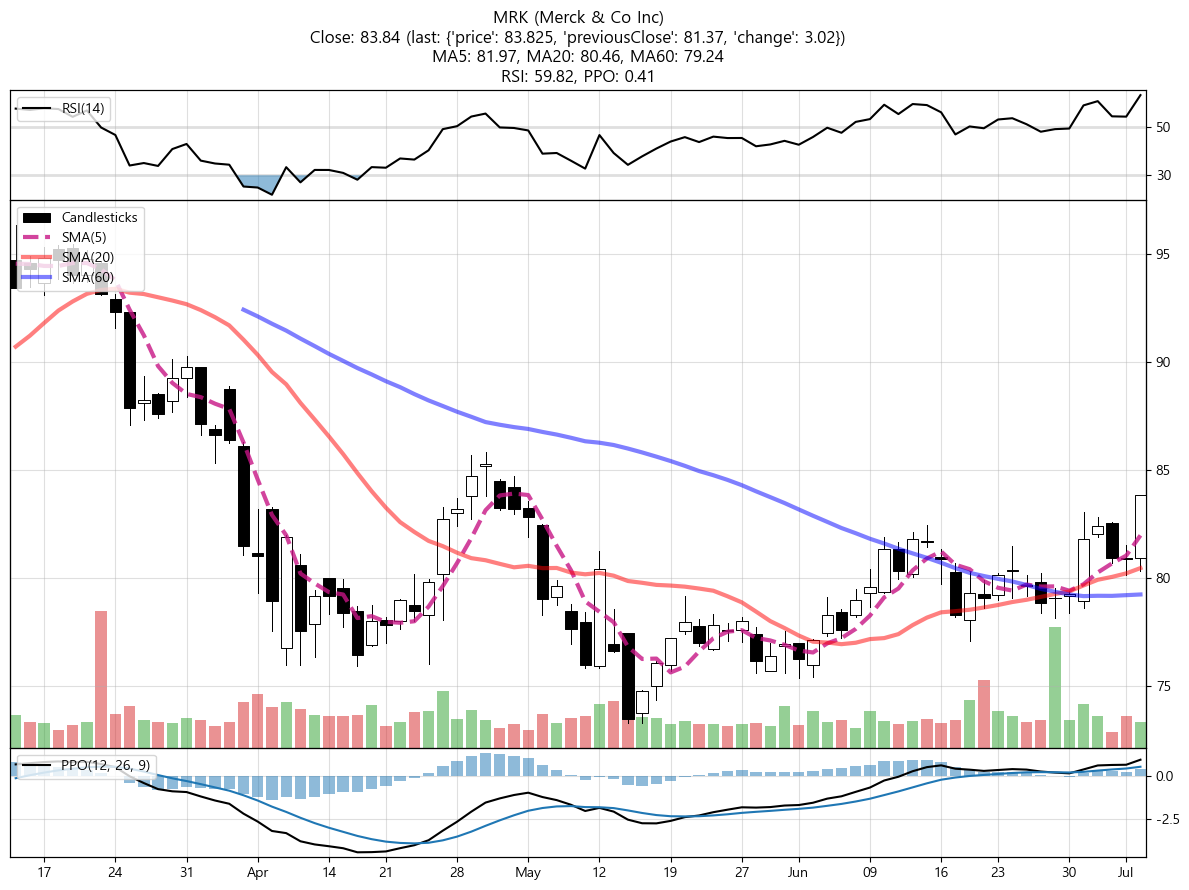 MRK (Merck & Co Inc)
Close: 83.84 (last: {'price': 83.825, 'previousClose': 81.37, 'change': 3.02})
MA5: 81.97, MA20: 80.46, MA60: 79.24
RSI: 59.82, PPO: 0.41
RSI(14)
50
30
Candlesticks
SMA(5)
SMA(20)
SMA(60)
95
90
85
80
75
PPO(12, 26, 9)
0.0
-2.5
17 24 31 Apr 14 21 28 May 12 19 27 Jun 09 16 23 30 Jul